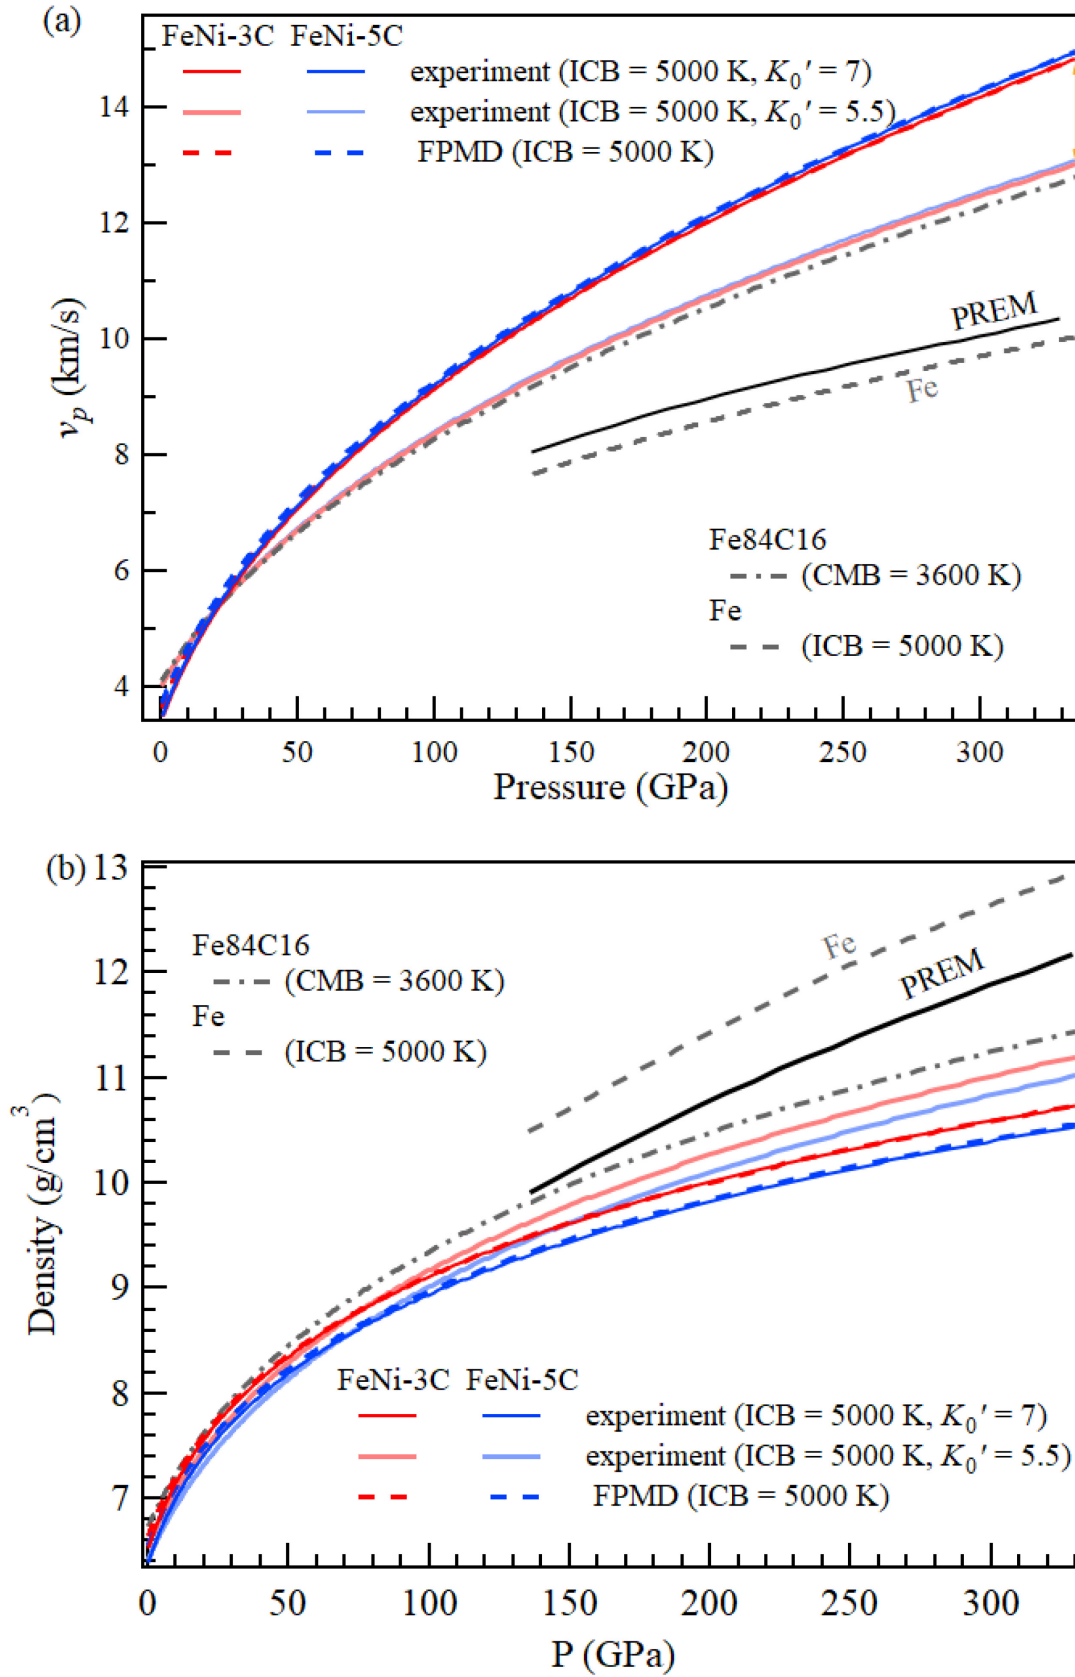 (a)
FeNi-3C FeNi-5C
experiment (ICB = 5000 K, K₀' = 7)
experiment (ICB = 5000 K, K₀' = 5.5)
FPMD (ICB = 5000 K)
14
12
10
8
6
4
vₚ (km/s)
PREM
Fe
Fe84C16
(CMB = 3600 K)
Fe
(ICB = 5000 K)
0 50 100 150 200 250 300
Pressure (GPa)
(b)
13
12
11
10
9
8
7
Density (g/cm³)
Fe84C16
(CMB = 3600 K)
Fe
(ICB = 5000 K)
Fe
PREM
FeNi-3C FeNi-5C
experiment (ICB = 5000 K, K₀' = 7)
experiment (ICB = 5000 K, K₀' = 5.5)
FPMD (ICB = 5000 K)
0 50 100 150 200 250 300
P (GPa)